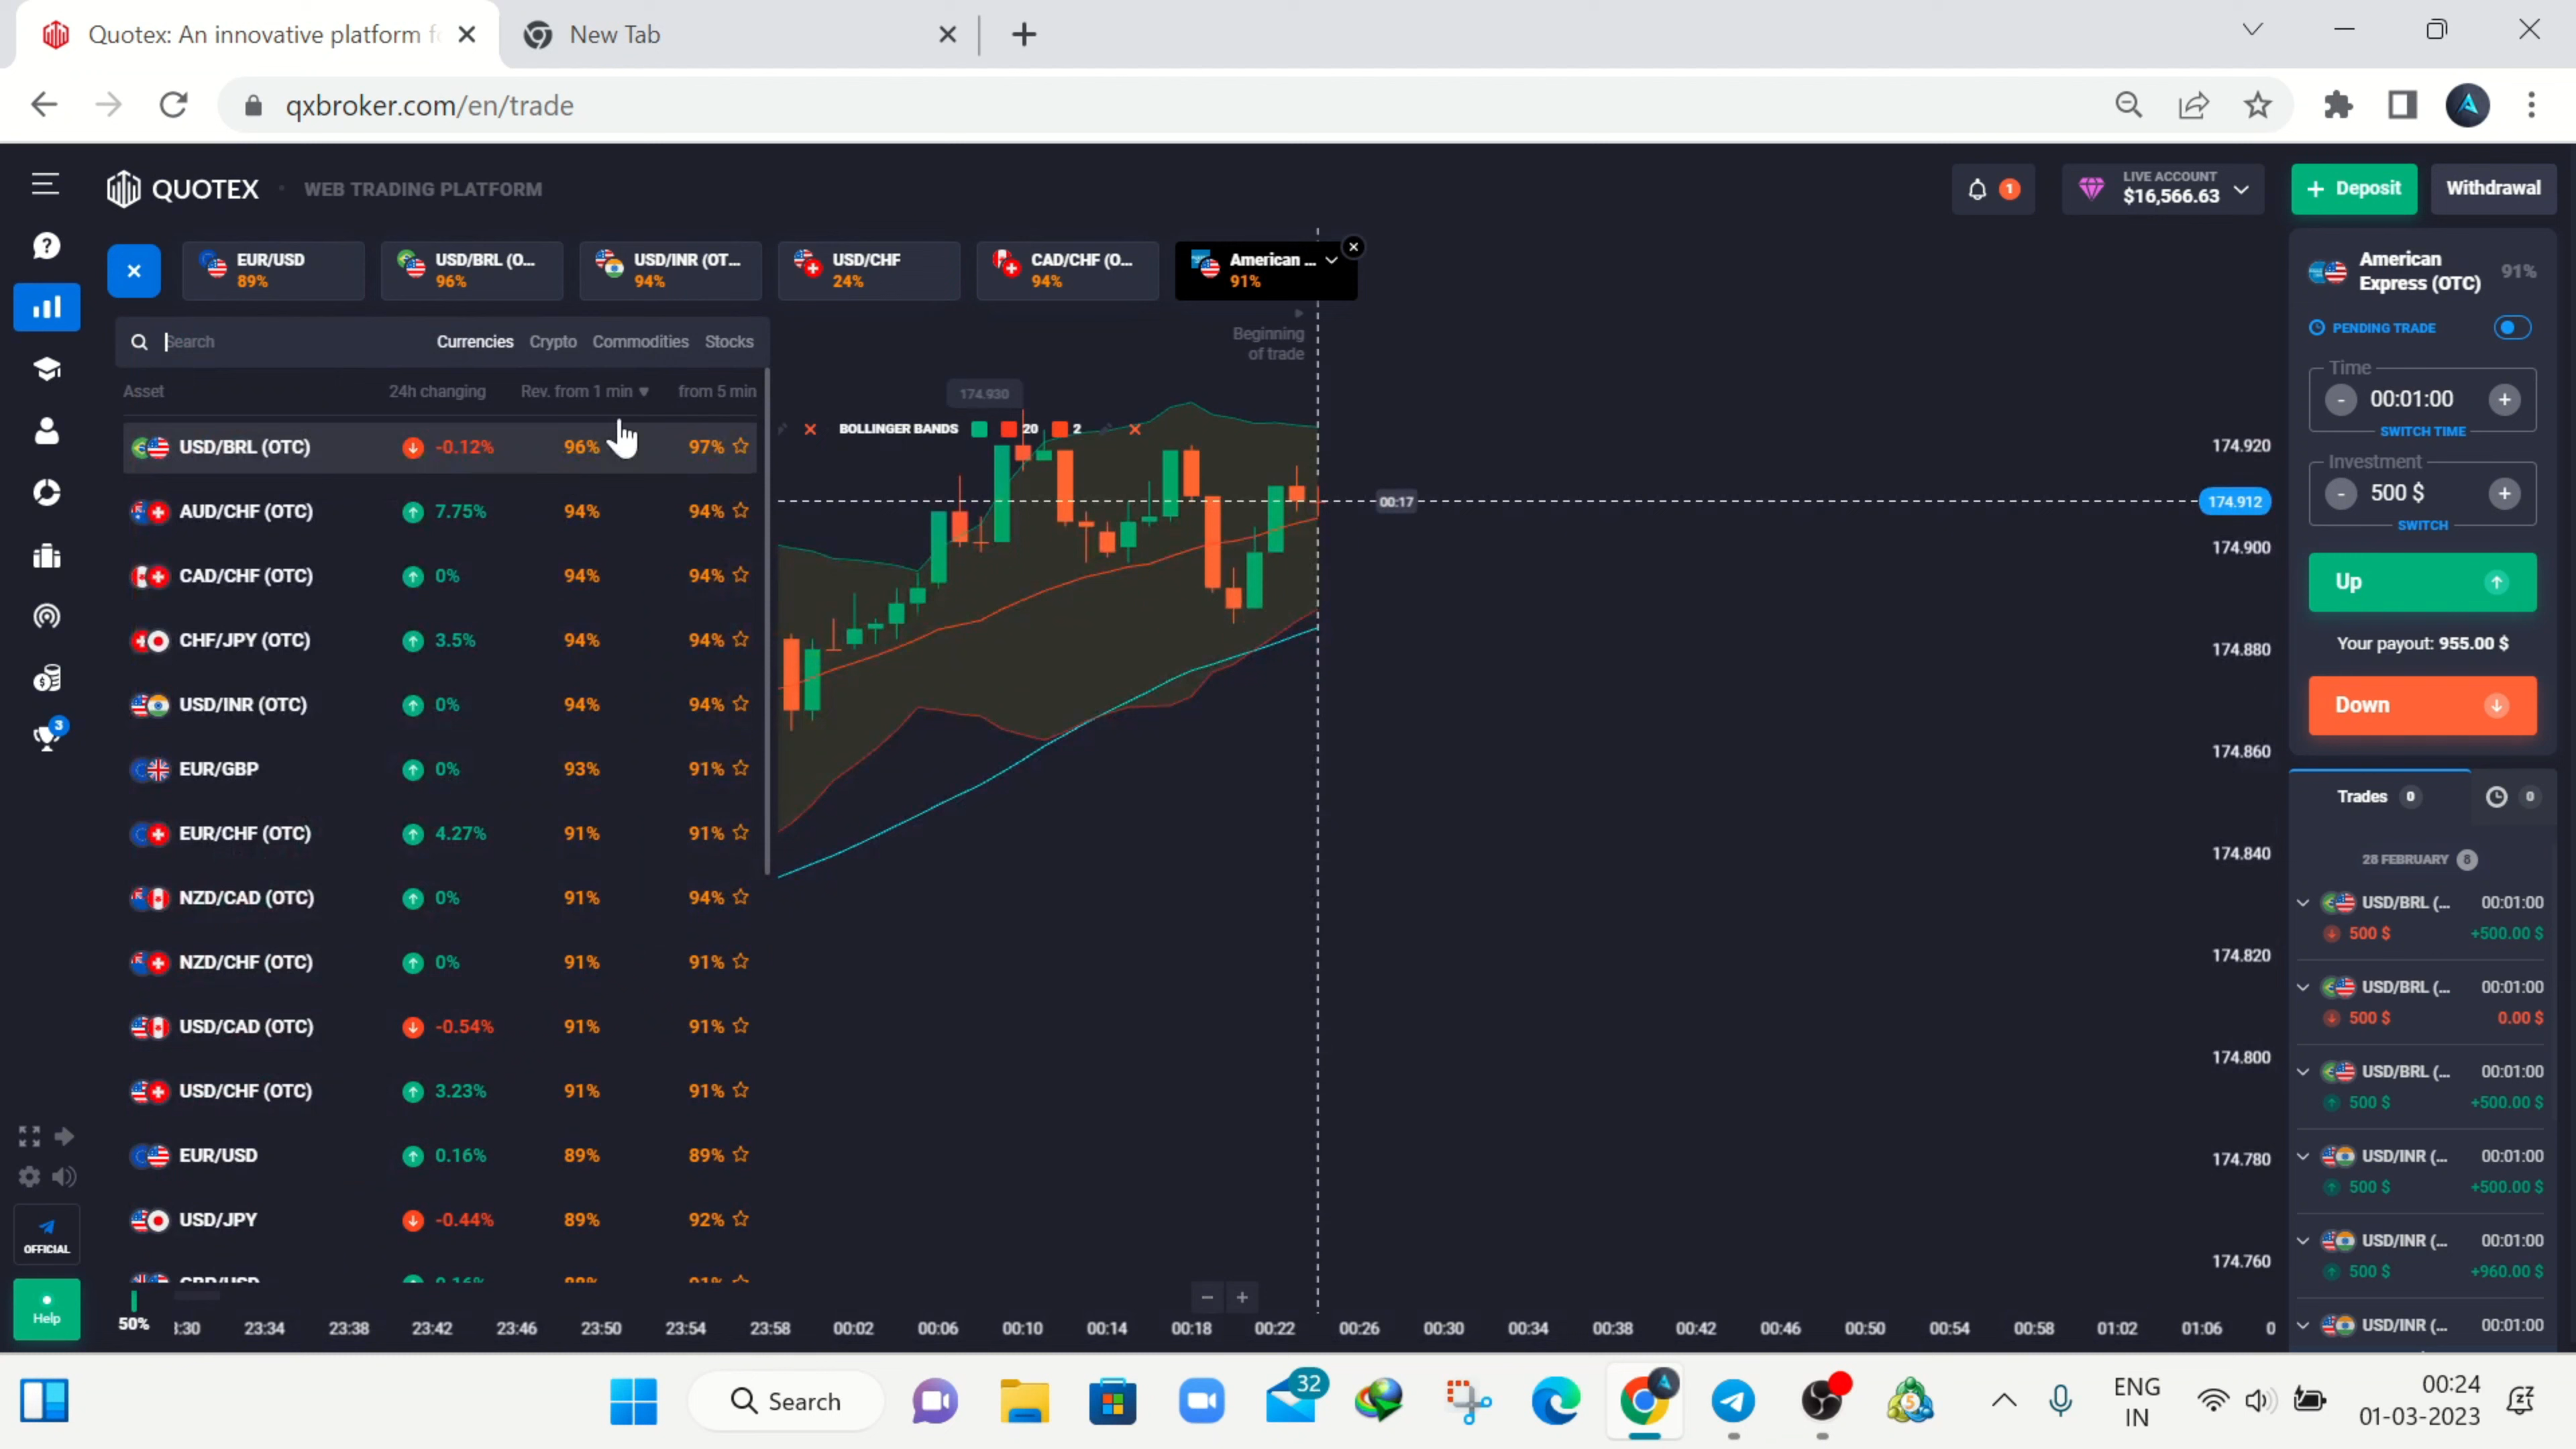 Quotex: An innovative platform fo
New Tab
qxbroker.com/en/trade
QUOTEX
WEB TRADING PLATFORM
1
LIVE ACCOUNT
$16,566.63
+ Deposit
Withdrawal
EUR/USD
89%
USD/BRL (O...
96%
USD/INR (OT...
94%
USD/CHF
24%
CAD/CHF (O...
94%
American ...
91%
Search
Currencies Crypto Commodities Stocks
Asset 24h changing Rev. from 1 min from 5 min
USD/BRL (OTC) -0.12% 96% 97%
AUD/CHF (OTC) 7.75% 94% 94%
CAD/CHF (OTC) 0% 94% 94%
CHF/JPY (OTC) 3.5% 94% 94%
USD/INR (OTC) 0% 94% 94%
EUR/GBP 0% 93% 91%
EUR/CHF (OTC) 4.27% 91% 91%
NZD/CAD (OTC) 0% 91% 94%
NZD/CHF (OTC) 0% 91% 91%
USD/CAD (OTC) -0.54% 91% 91%
USD/CHF (OTC) 3.23% 91% 91%
EUR/USD 0.16% 89% 89%
USD/JPY -0.44% 89% 92%
Beginning
of trade
174.930
BOLLINGER BANDS 20 2
00:17
174.920
174.912
174.900
174.880
174.860
174.840
174.820
174.800
174.780
174.760
50%
23:34 23:38 23:42 23:46 23:50 23:54 23:58 00:02 00:06 00:10 00:14 00:18 00:22 00:26 00:30 00:34 00:38 00:42 00:46 00:50 00:54 00:58 01:02 01:06 0
American
Express (OTC)
91%
PENDING TRADE
Time
- 00:01:00 +
SWITCH TIME
Investment
- 500 $ +
SWITCH
Up
Your payout: 955.00 $
Down
Trades 0
0
28 FEBRUARY 8
USD/BRL (... 00:01:00
500 $ +500.00 $
USD/BRL (... 00:01:00
500 $ 0.00 $
USD/BRL (... 00:01:00
500 $ +500.00 $
USD/INR (... 00:01:00
500 $ +500.00 $
USD/INR (... 00:01:00
500 $ +960.00 $
USD/INR (... 00:01:00
3
OFFICIAL
Help
Search
32
5
ENG
IN
00:24
01-03-2023